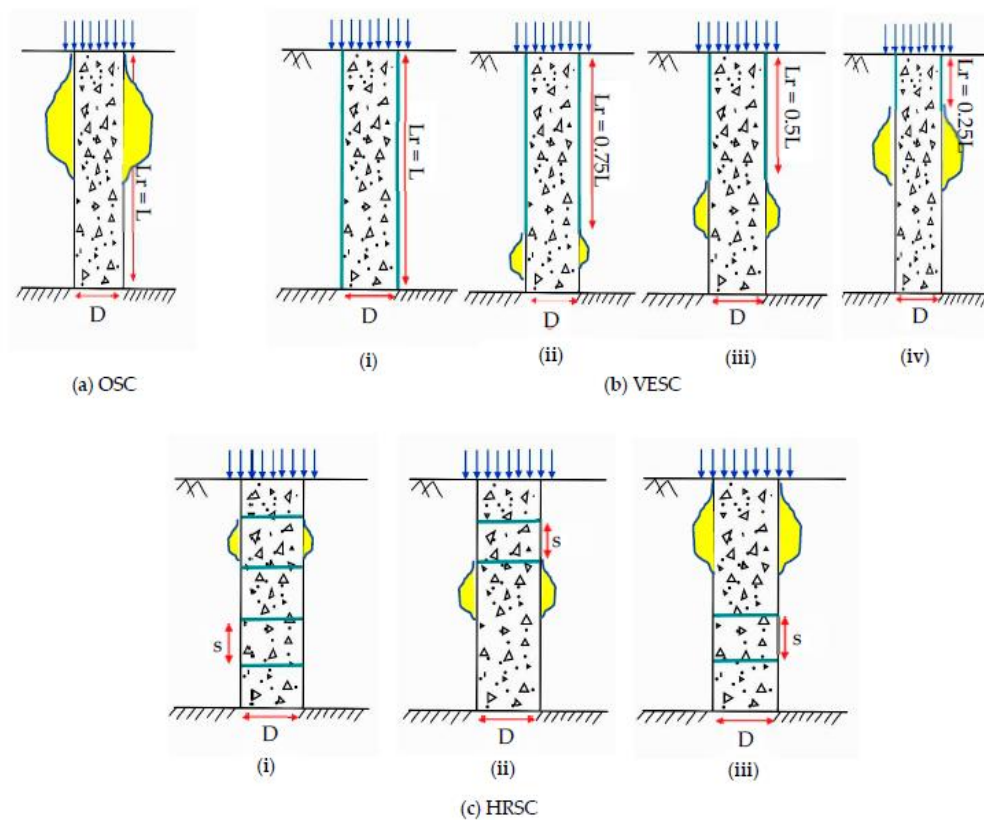 Lr = L
D
(a) OSC
Lr = L
D
(i)
Lr = 0.75L
D
(ii)
Lr = 0.5L
D
(iii)
Lr = 0.25L
D
(iv)
(b) VESC
s
D
(i)
s
D
(ii)
s
D
(iii)
(c) HRSC